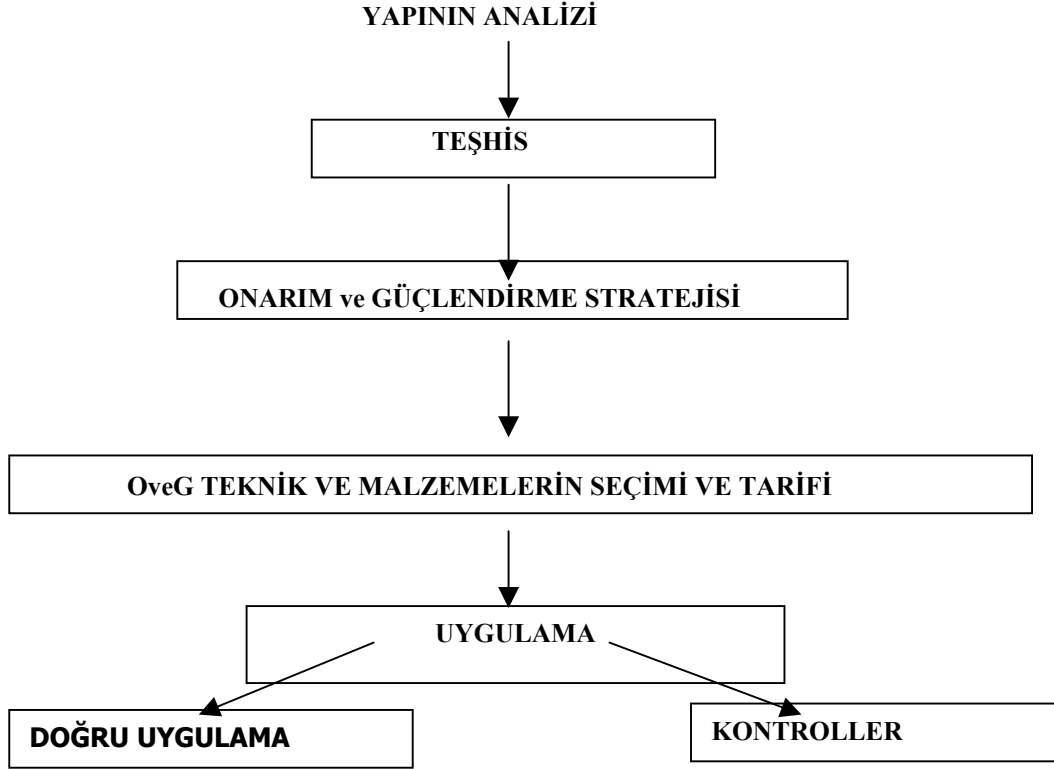 YAPININ ANALİZİ
TEŞHİS
ONARIM ve GÜÇLENDİRME STRATEJİSİ
OveG TEKNİK VE MALZEMELERİN SEÇİMİ VE TARİFİ
UYGULAMA
DOĞRU UYGULAMA
KONTROLLER